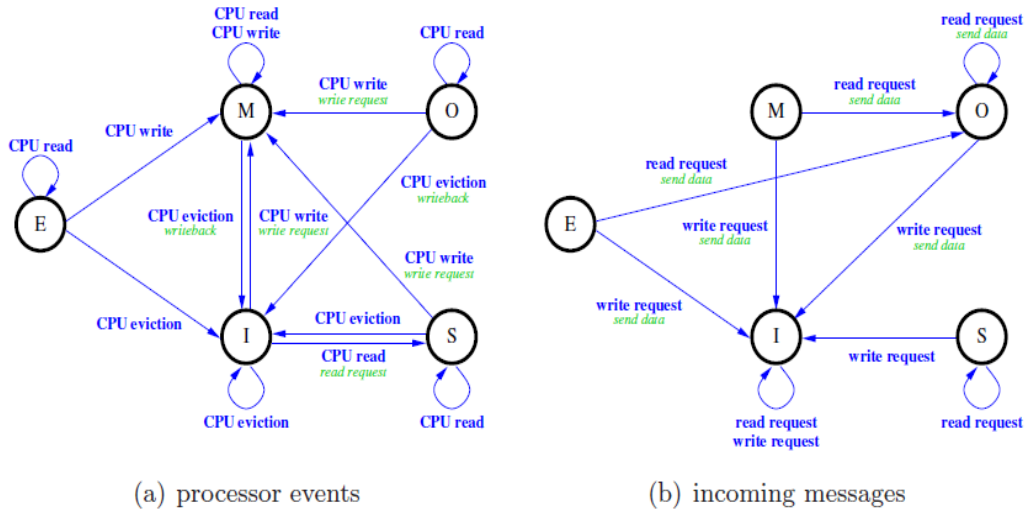 CPU read
CPU write
M
CPU read
O
CPU write
write request
CPU write
CPU read
E
CPU eviction
writeback
CPU write
write request
CPU eviction
writeback
CPU write
write request
CPU eviction
I
CPU eviction
S
CPU read
read request
CPU eviction
CPU read
(a) processor events
read request
send data
M
read request
send data
O
read request
send data
E
write request
send data
write request
send data
write request
send data
I
write request
S
read request
write request
read request
(b) incoming messages